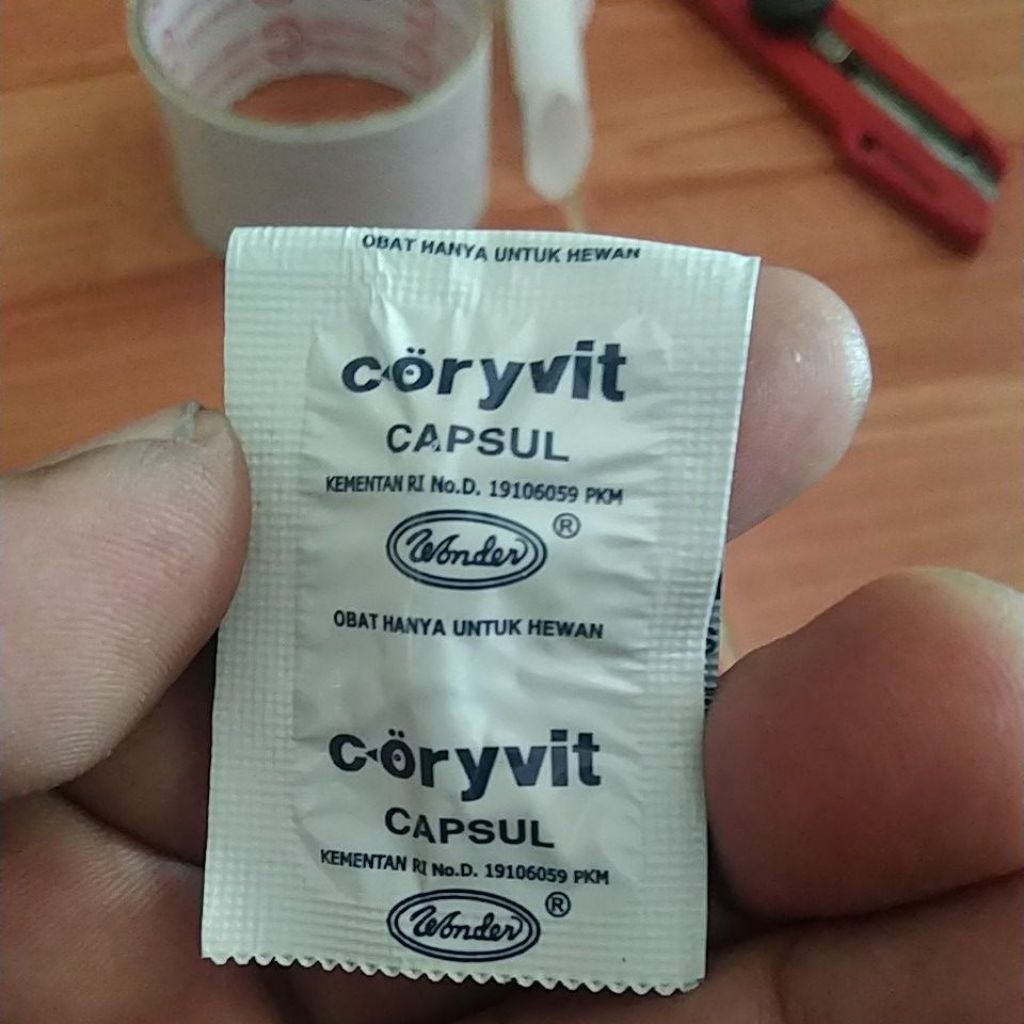 OBAT HANYA UNTUK HEWAN
cöryvit
CAPSUL
KEMENTAN RI No.D. 19106059 PKM
Wonder ®
OBAT HANYA UNTUK HEWAN
cöryvit
CAPSUL
KEMENTAN RI No.D. 19106059 PKM
Wonder ®